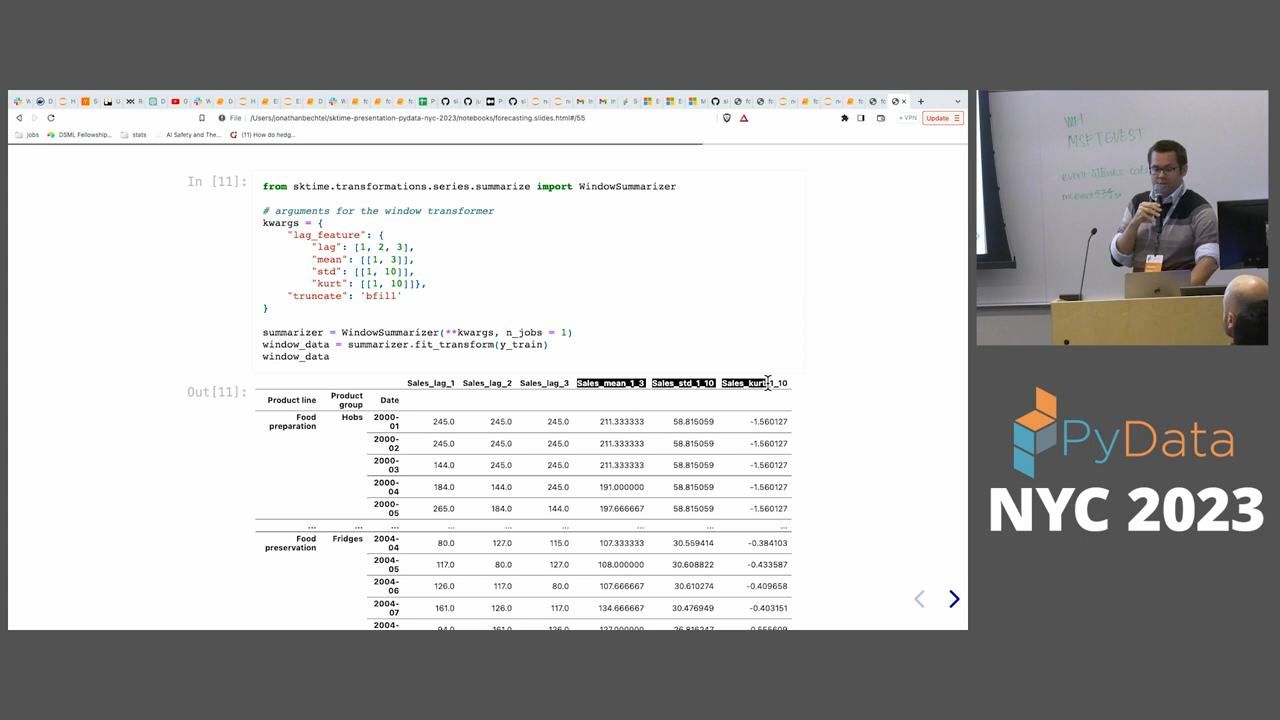 File
/Users/jonathanbechtel/sktime-presentation-pydata-nyc-2023/notebooks/forecasting.slides.html#/55
VPN
Update
jobs
DSML Fellowship...
stats
AI Safety and The...
(11) How do hedg...
In [11]:
from sktime.transformations.series.summarize import WindowSummarizer
# arguments for the window transformer
kwargs = {
"lag_feature": {
"lag": [1, 2, 3],
"mean": [[1, 3]],
"std": [[1, 10]],
"kurt": [[1, 10]]},
"truncate": 'bfill'
}
summarizer = WindowSummarizer(**kwargs, n_jobs = 1)
window_data = summarizer.fit_transform(y_train)
window_data
Out[11]:
Sales_lag_1 Sales_lag_2 Sales_lag_3 Sales_mean_1_3 Sales_std_1_10 Sales_kurt_1_10
Product line Product group Date
Food preparation Hobs 2000-01 245.0 245.0 245.0 211.333333 58.815059 -1.560127
2000-02 245.0 245.0 245.0 211.333333 58.815059 -1.560127
2000-03 144.0 245.0 245.0 211.333333 58.815059 -1.560127
2000-04 184.0 144.0 245.0 191.000000 58.815059 -1.560127
2000-05 265.0 184.0 144.0 197.666667 58.815059 -1.560127
... ... ... ... ... ... ... ... ...
Food preservation Fridges 2004-04 80.0 127.0 115.0 107.333333 30.559414 -0.384103
2004-05 117.0 80.0 127.0 108.000000 30.608822 -0.433587
2004-06 126.0 117.0 80.0 107.666667 30.610274 -0.409658
2004-07 161.0 126.0 117.0 134.666667 30.476949 -0.403151
2004-
MSFTGUEST
PyData
NYC 2023